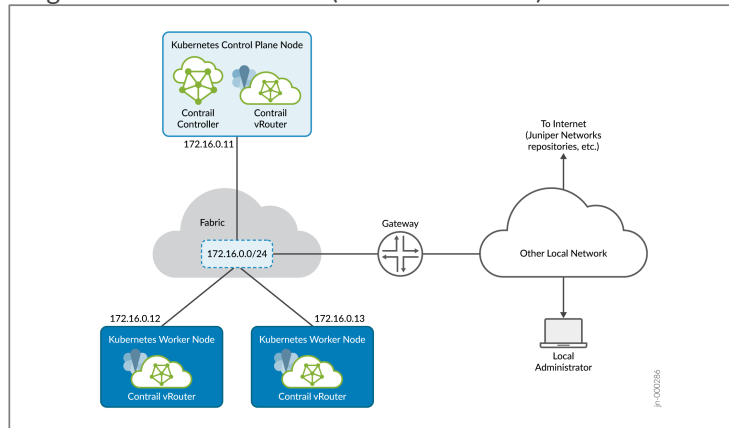 Kubernetes Control Plane Node
Contrail
Controller
Contrail
vRouter
172.16.0.11
To Internet
(Juniper Networks
repositories, etc.)
Fabric
Gateway
172.16.0.0/24
Other Local Network
172.16.0.12
172.16.0.13
Kubernetes Worker Node
Contrail vRouter
Kubernetes Worker Node
Contrail vRouter
Local
Administrator
jn-000286